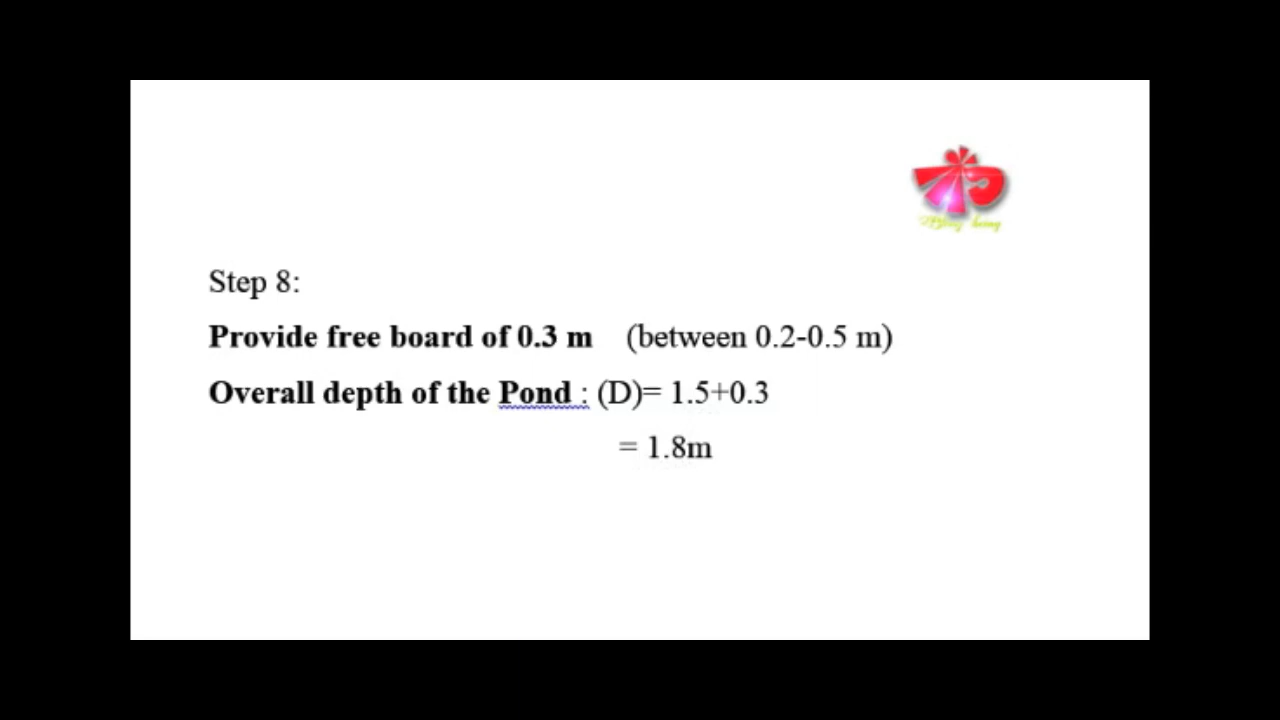 Step 8:
Provide free board of 0.3 m (between 0.2-0.5 m)
Overall depth of the Pond : (D)= 1.5+0.3
= 1.8m